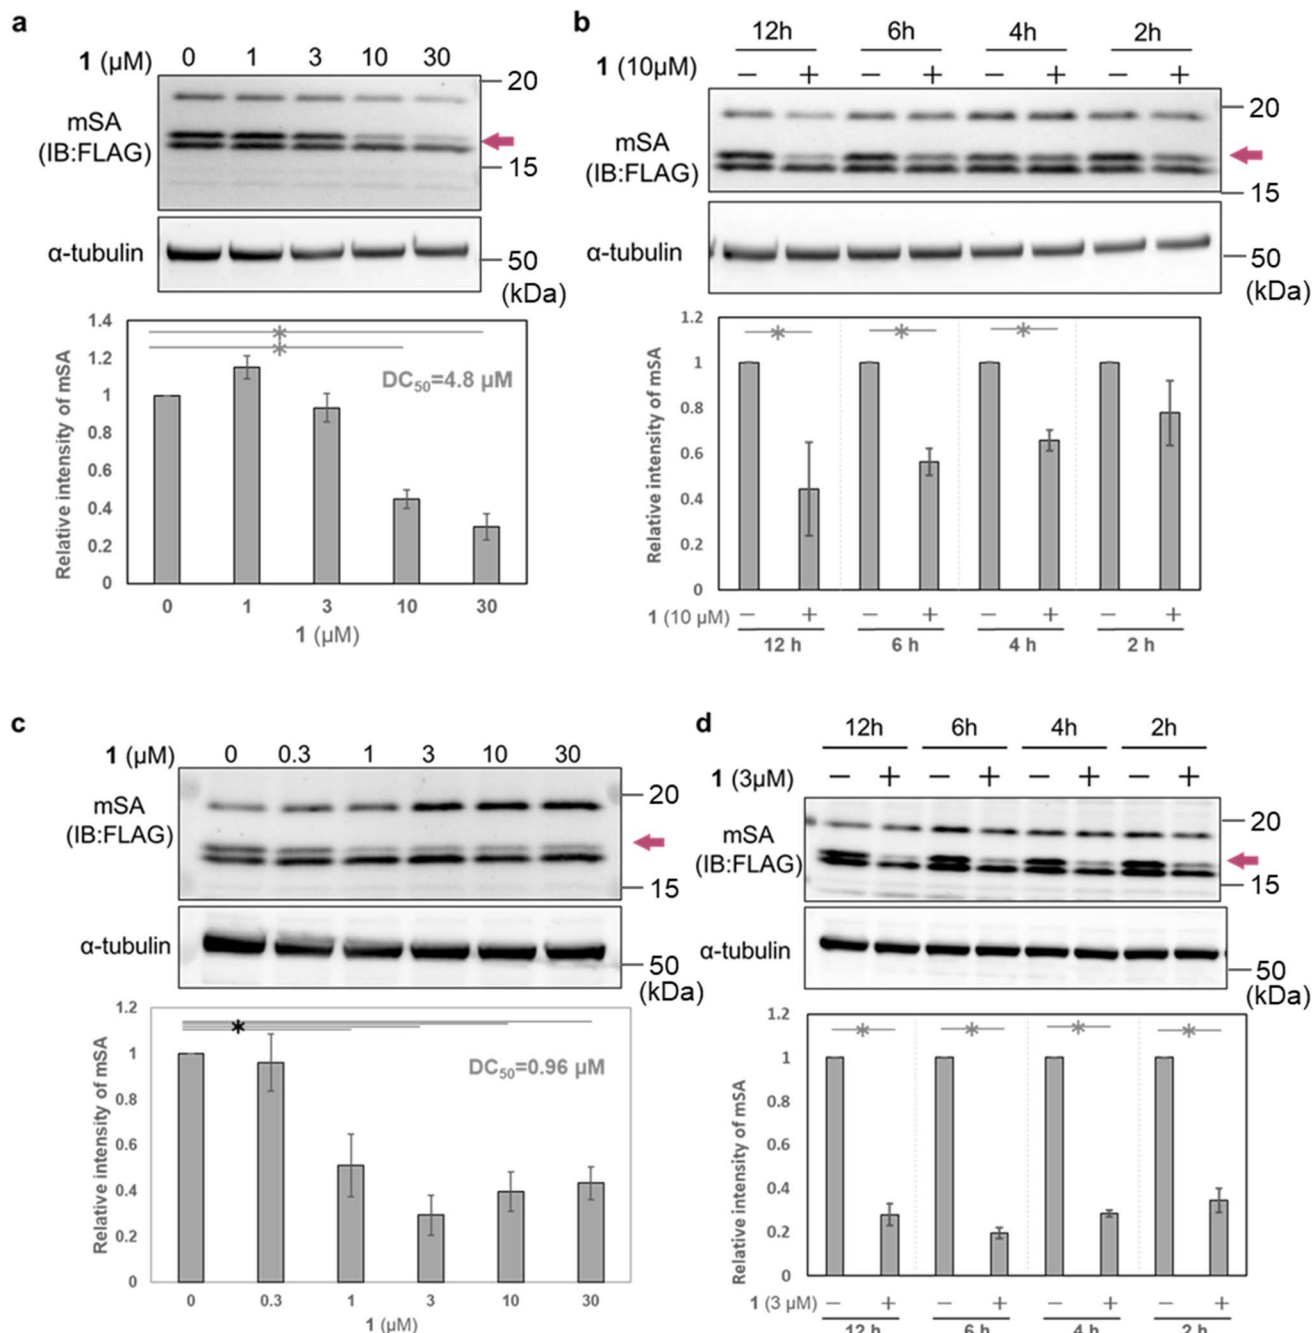 a
1 (μM) 0 1 3 10 30
20
mSA
(IB:FLAG)
15
α-tubulin
50
(kDa)
1.4
1.2
1
0.8
0.6
0.4
0.2
0
Relative intensity of mSA
*
*
DC50=4.8 μM
0 1 3 10 30
1 (μM)
b
12h 6h 4h 2h
1 (10μM) − + − + − + − +
20
mSA
(IB:FLAG)
15
α-tubulin
50
(kDa)
1.2
1
0.8
0.6
0.4
0.2
0
Relative intensity of mSA
* * *
1 (10 μM) − + − + − + − +
12 h 6 h 4 h 2 h
c
1 (μM) 0 0.3 1 3 10 30
20
mSA
(IB:FLAG)
15
α-tubulin
50
(kDa)
1.2
1
0.8
0.6
0.4
0.2
0
Relative intensity of mSA
*
DC50=0.96 μM
0 0.3 1 3 10 30
1 (μM)
d
12h 6h 4h 2h
1 (3μM) − + − + − + − +
20
mSA
(IB:FLAG)
15
α-tubulin
50
(kDa)
1.2
1
0.8
0.6
0.4
0.2
0
Relative intensity of mSA
* * * *
1 (3 μM) − + − + − + − +
12 h 6 h 4 h 2 h